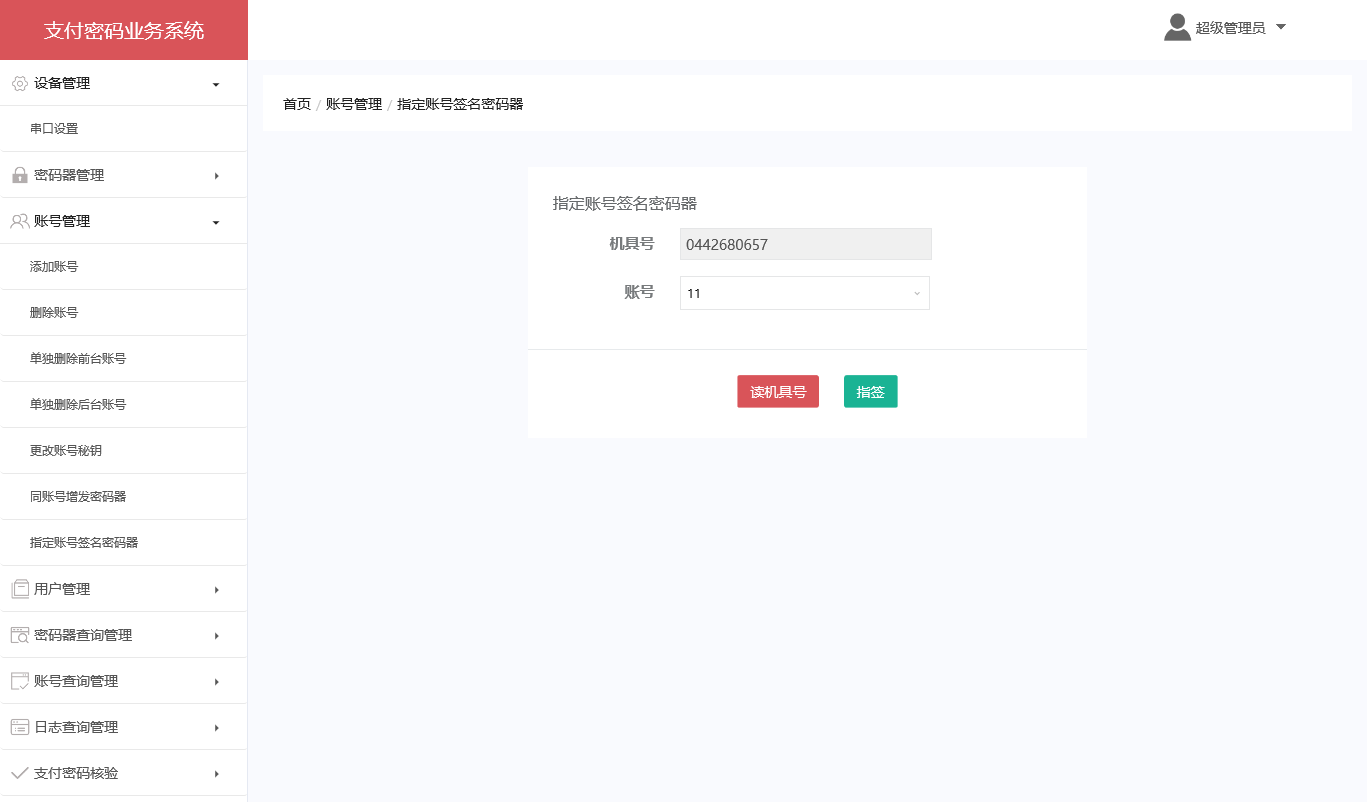 支付密码业务系统
超级管理员
设备管理
串口设置
密码器管理
账号管理
添加账号
删除账号
单独删除前台账号
单独删除后台账号
更改账号秘钥
同账号增发密码器
指定账号签名密码器
用户管理
密码器查询管理
账号查询管理
日志查询管理
支付密码核验
首页 / 账号管理 / 指定账号签名密码器
指定账号签名密码器
机具号 0442680657
账号 11
读机具号 指签